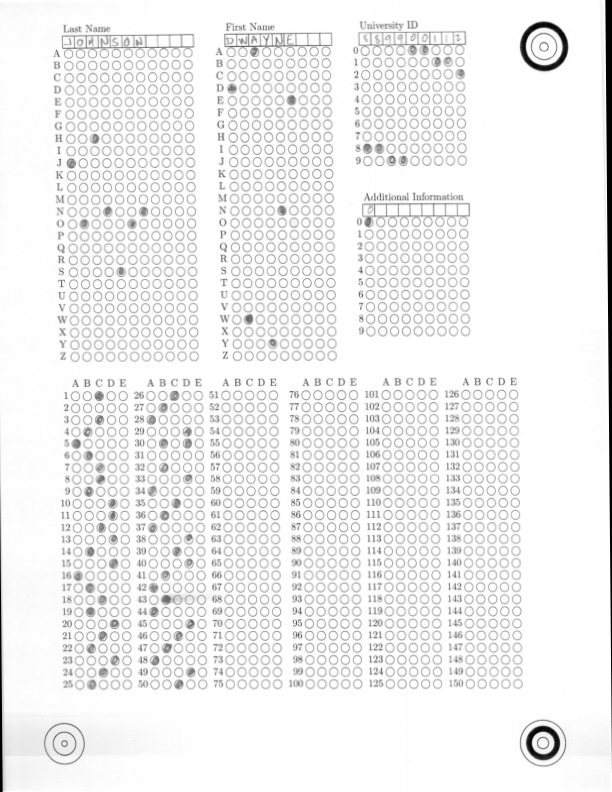 Last Name First Name University ID
JOHNSON DWAYNE 889900112
A A 0
B B 1
C C 2
D D 3
E E 4
F F 5
G G 6
H H 7
I I 8
J J 9
K K
L L
M M Additional Information
N N 0
O O 0
P P 1
Q Q 2
R R 3
S S 4
T T 5
U U 6
V V 7
W W 8
X X 9
Y Y
Z Z
A B C D E A B C D E A B C D E A B C D E A B C D E A B C D E
1 26 51 76 101 126
2 27 52 77 102 127
3 28 53 78 103 128
4 29 54 79 104 129
5 30 55 80 105 130
6 31 56 81 106 131
7 32 57 82 107 132
8 33 58 83 108 133
9 34 59 84 109 134
10 35 60 85 110 135
11 36 61 86 111 136
12 37 62 87 112 137
13 38 63 88 113 138
14 39 64 89 114 139
15 40 65 90 115 140
16 41 66 91 116 141
17 42 67 92 117 142
18 43 68 93 118 143
19 44 69 94 119 144
20 45 70 95 120 145
21 46 71 96 121 146
22 47 72 97 122 147
23 48 73 98 123 148
24 49 74 99 124 149
25 50 75 100 125 150